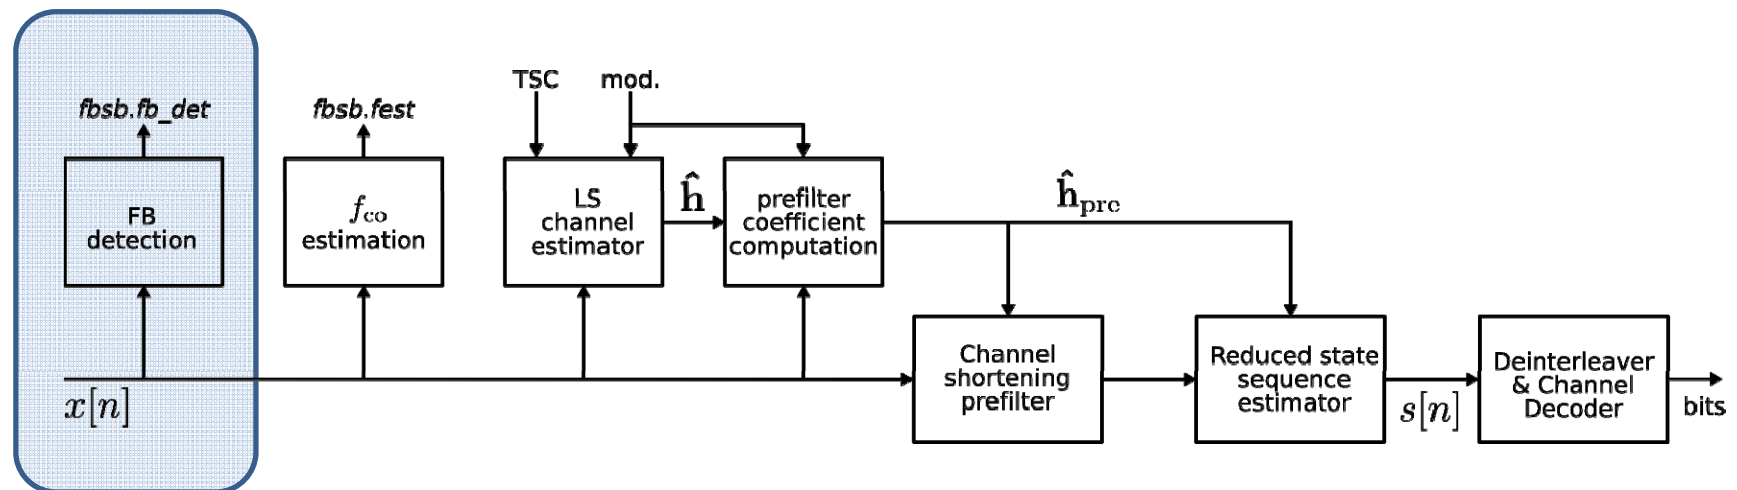 TSC
mod.
fbsb.fb_det
fbsb.fest
FB
detection
f_co
estimation
LS
channel
estimator
ĥ
prefilter
coefficient
computation
ĥ_pre
x[n]
Channel
shortening
prefilter
Reduced state
sequence
estimator
s[n]
Deinterleaver
& Channel
Decoder
bits